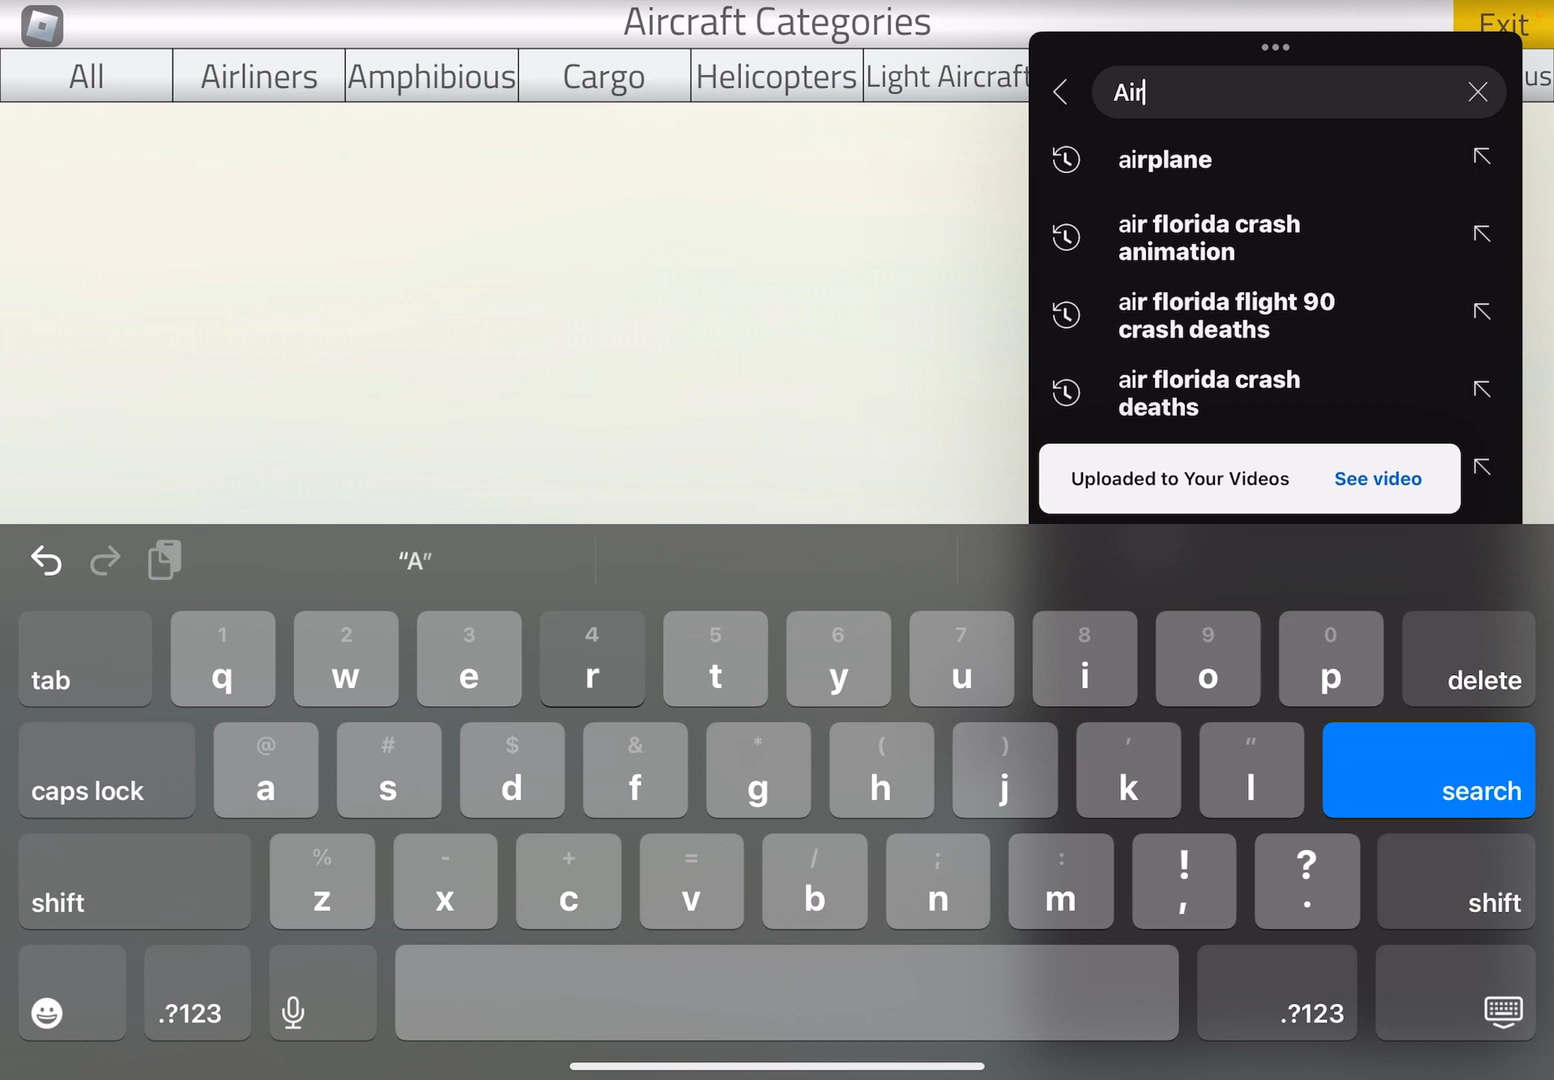 Aircraft Categories
Exit
All
Airliners
Amphibious
Cargo
Helicopters
Light Aircraft
us
Air
airplane
air florida crash
animation
air florida flight 90
crash deaths
air florida crash
deaths
Uploaded to Your Videos See video
“A”
tab 1 q 2 w 3 e 4 r 5 t 6 y 7 u 8 i 9 o 0 p delete
caps lock @ a # s $ d & f * g ( h ) j ' k " l search
shift % z - x + c = v / b ; n : m ! , ? . shift
.?123 .?123